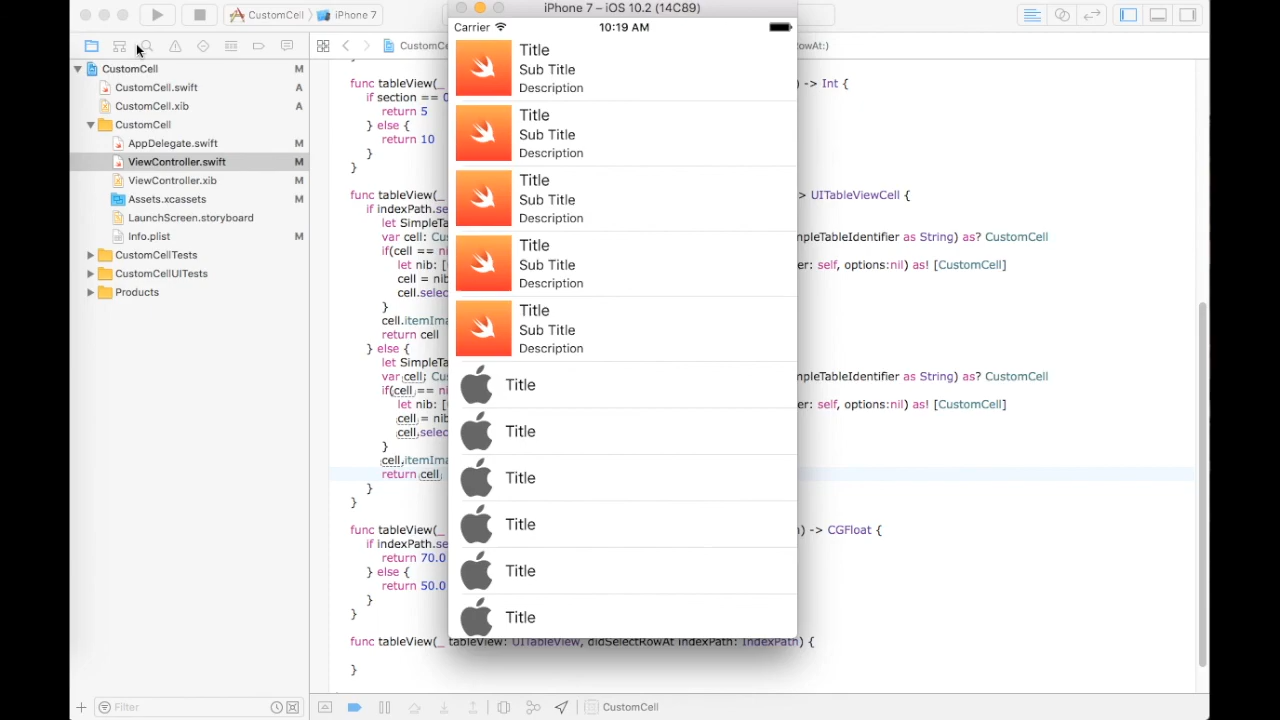 CustomCell
iPhone 7
iPhone 7 – iOS 10.2 (14C89)
CustomCe
owAt:)
CustomCell M
CustomCell.swift A
CustomCell.xib A
CustomCell
AppDelegate.swift M
ViewController.swift M
ViewController.xib M
Assets.xcassets M
LaunchScreen.storyboard
Info.plist M
CustomCellTests
CustomCellUITests
Products
Filter
Carrier 10:19 AM
Title
Sub Title
Description
Title
Sub Title
Description
Title
Sub Title
Description
Title
Sub Title
Description
Title
Sub Title
Description
Title
Title
Title
Title
Title
Title
func tableView(_ ) -> Int {
if section == 0
return 5
} else {
return 10
}
}
func tableView(_ > UITableViewCell {
if indexPath.se
let SimpleTa
var cell: Cu mpleTableIdentifier as String) as? CustomCell
if(cell == ni
let nib: [ er: self, options:nil) as! [CustomCell]
cell = nib
cell.selec
}
cell.itemIma
return cell
} else {
let SimpleTa
var cell; Cu mpleTableIdentifier as String) as? CustomCell
if(cell == ni
let nib: [ er: self, options:nil) as! [CustomCell]
cell = nib
cell.selec
}
cell.itemIma
return cell
}
}
func tableView(_ ) -> CGFloat {
if indexPath.se
return 70.0
} else {
return 50.0
}
}
func tableView(_ tableView: UITableView, didSelectRowAt indexPath: IndexPath) {
}
CustomCell